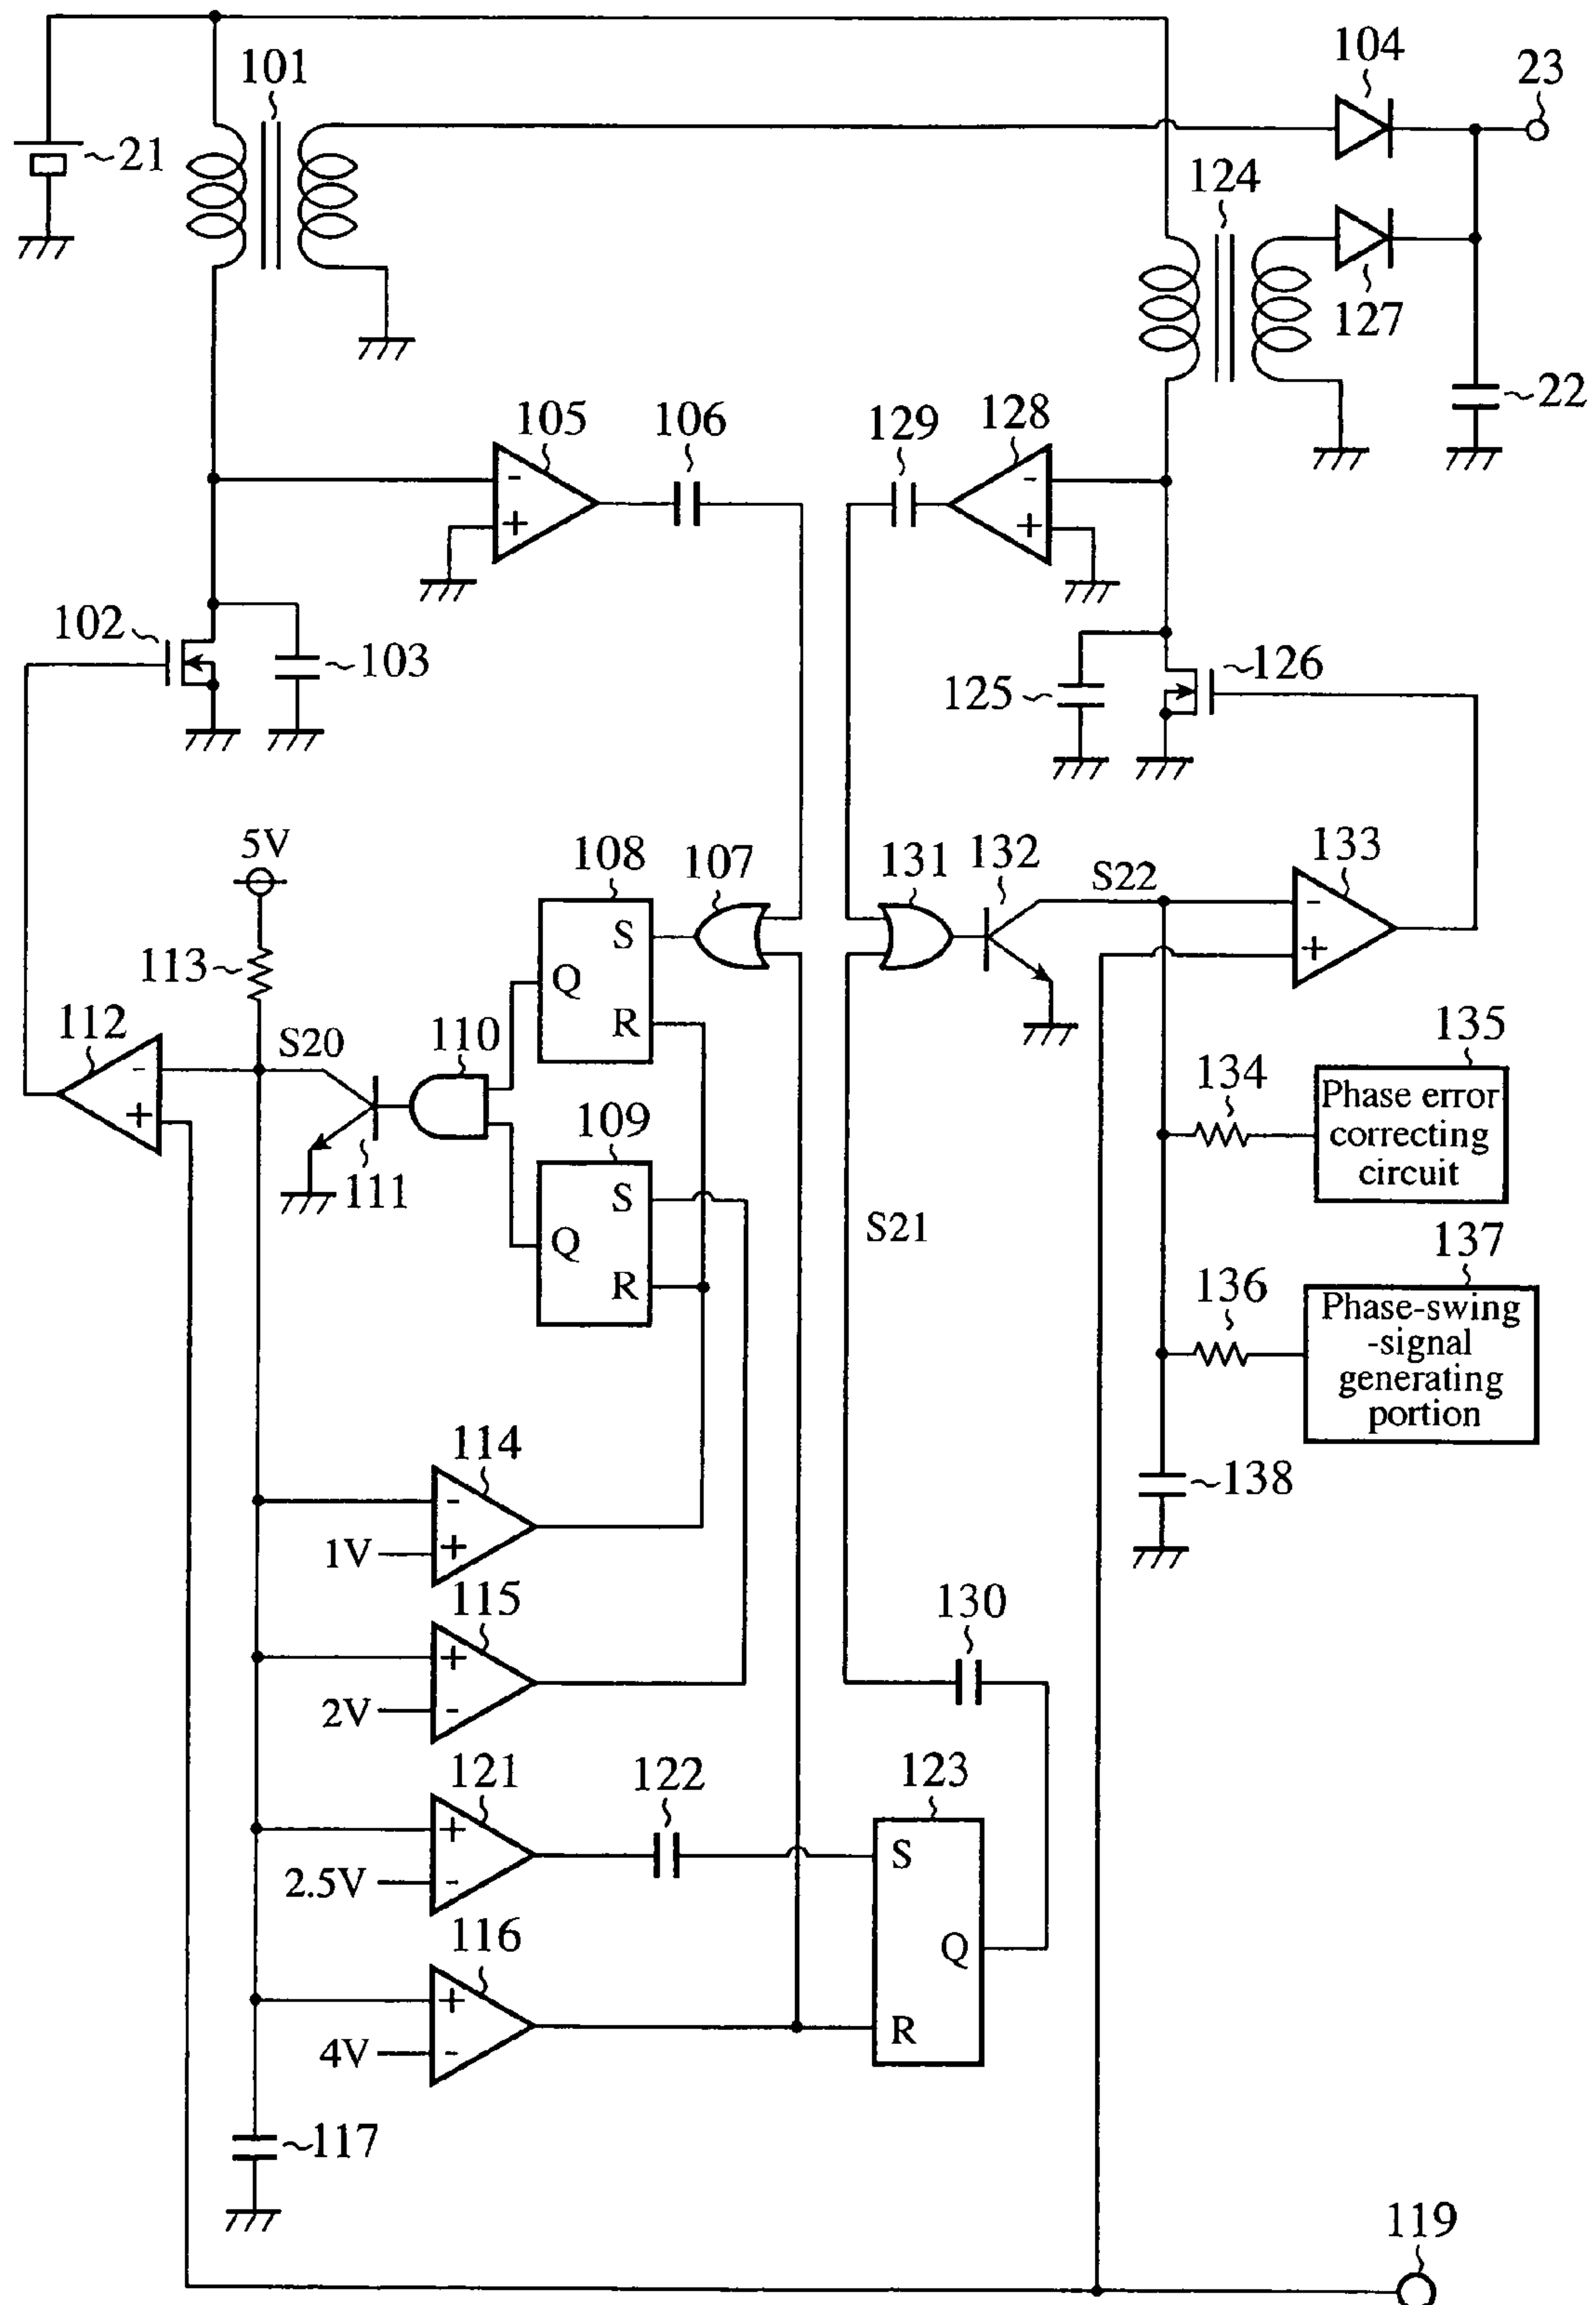 101
104
23
21
124
127
22
105
106
129
128
102
103
125
126
5V
108
107
131
132
S22
133
113
S
Q
R
-
+
112
S20
110
-
+
109
S
Q
R
111
S21
134
135
Phase error
correcting
circuit
136
137
Phase-swing
-signal
generating
portion
138
114
-
1V
+
115
+
2V
-
130
121
122
123
+
2.5V
-
S
Q
R
116
+
4V
-
117
119
-
+
-
+